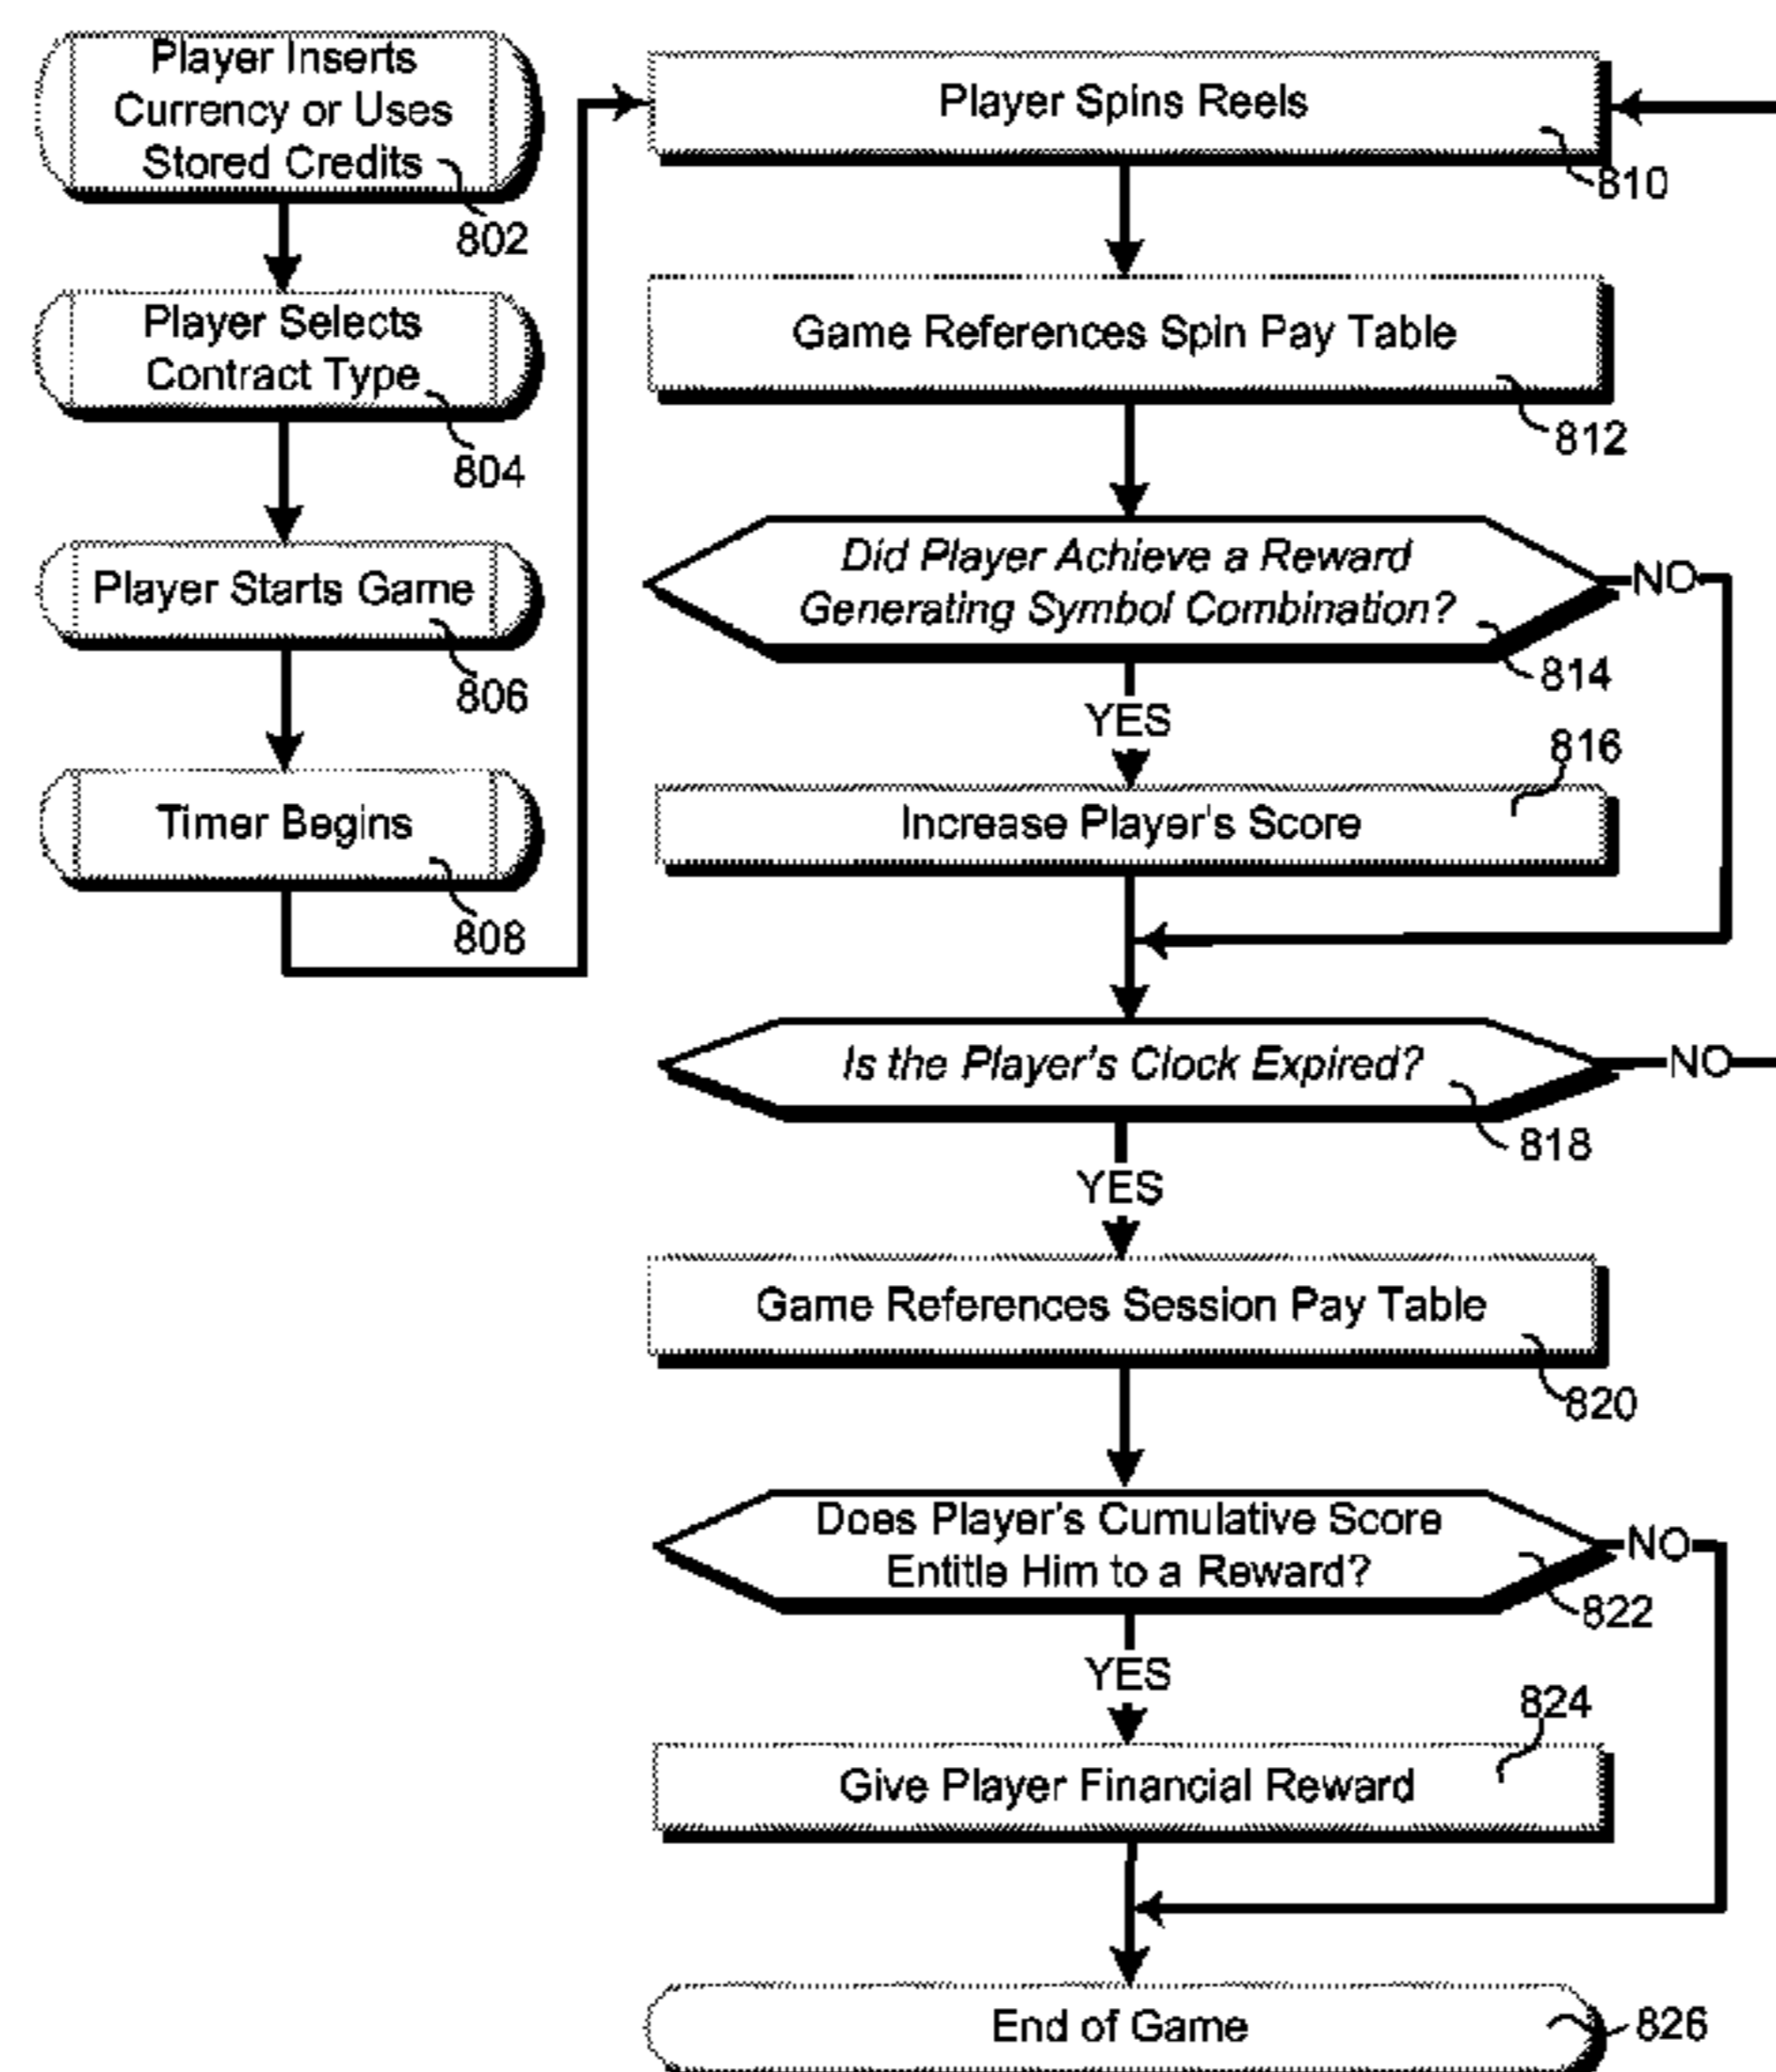 Player Inserts
Currency or Uses
Stored Credits
802
Player Selects
Contract Type
804
Player Starts Game
806
Timer Begins
808
Player Spins Reels
810
Game References Spin Pay Table
812
Did Player Achieve a Reward
Generating Symbol Combination?
NO
814
YES
816
Increase Player's Score
Is the Player's Clock Expired?
NO
818
YES
Game References Session Pay Table
820
Does Player's Cumulative Score
Entitle Him to a Reward?
NO
822
YES
824
Give Player Financial Reward
End of Game
826